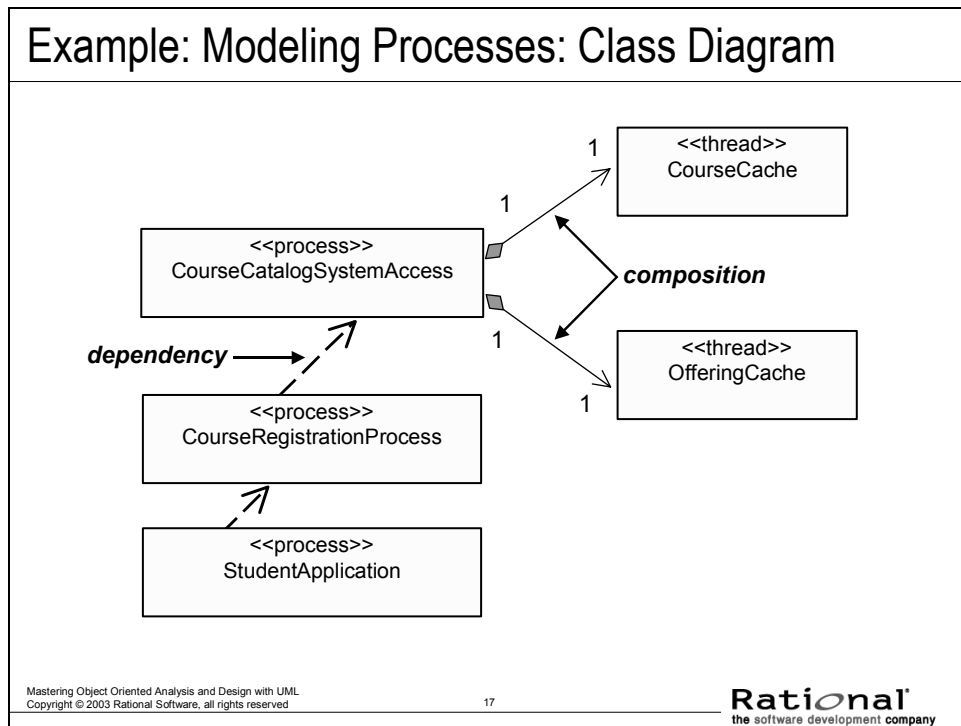 Example: Modeling Processes: Class Diagram
<<thread>>
CourseCache
1
1
<<process>>
CourseCatalogSystemAccess
composition
1
1
<<thread>>
OfferingCache
dependency
<<process>>
CourseRegistrationProcess
<<process>>
StudentApplication
Mastering Object Oriented Analysis and Design with UML
Copyright © 2003 Rational Software, all rights reserved
17
Rational
the software development company